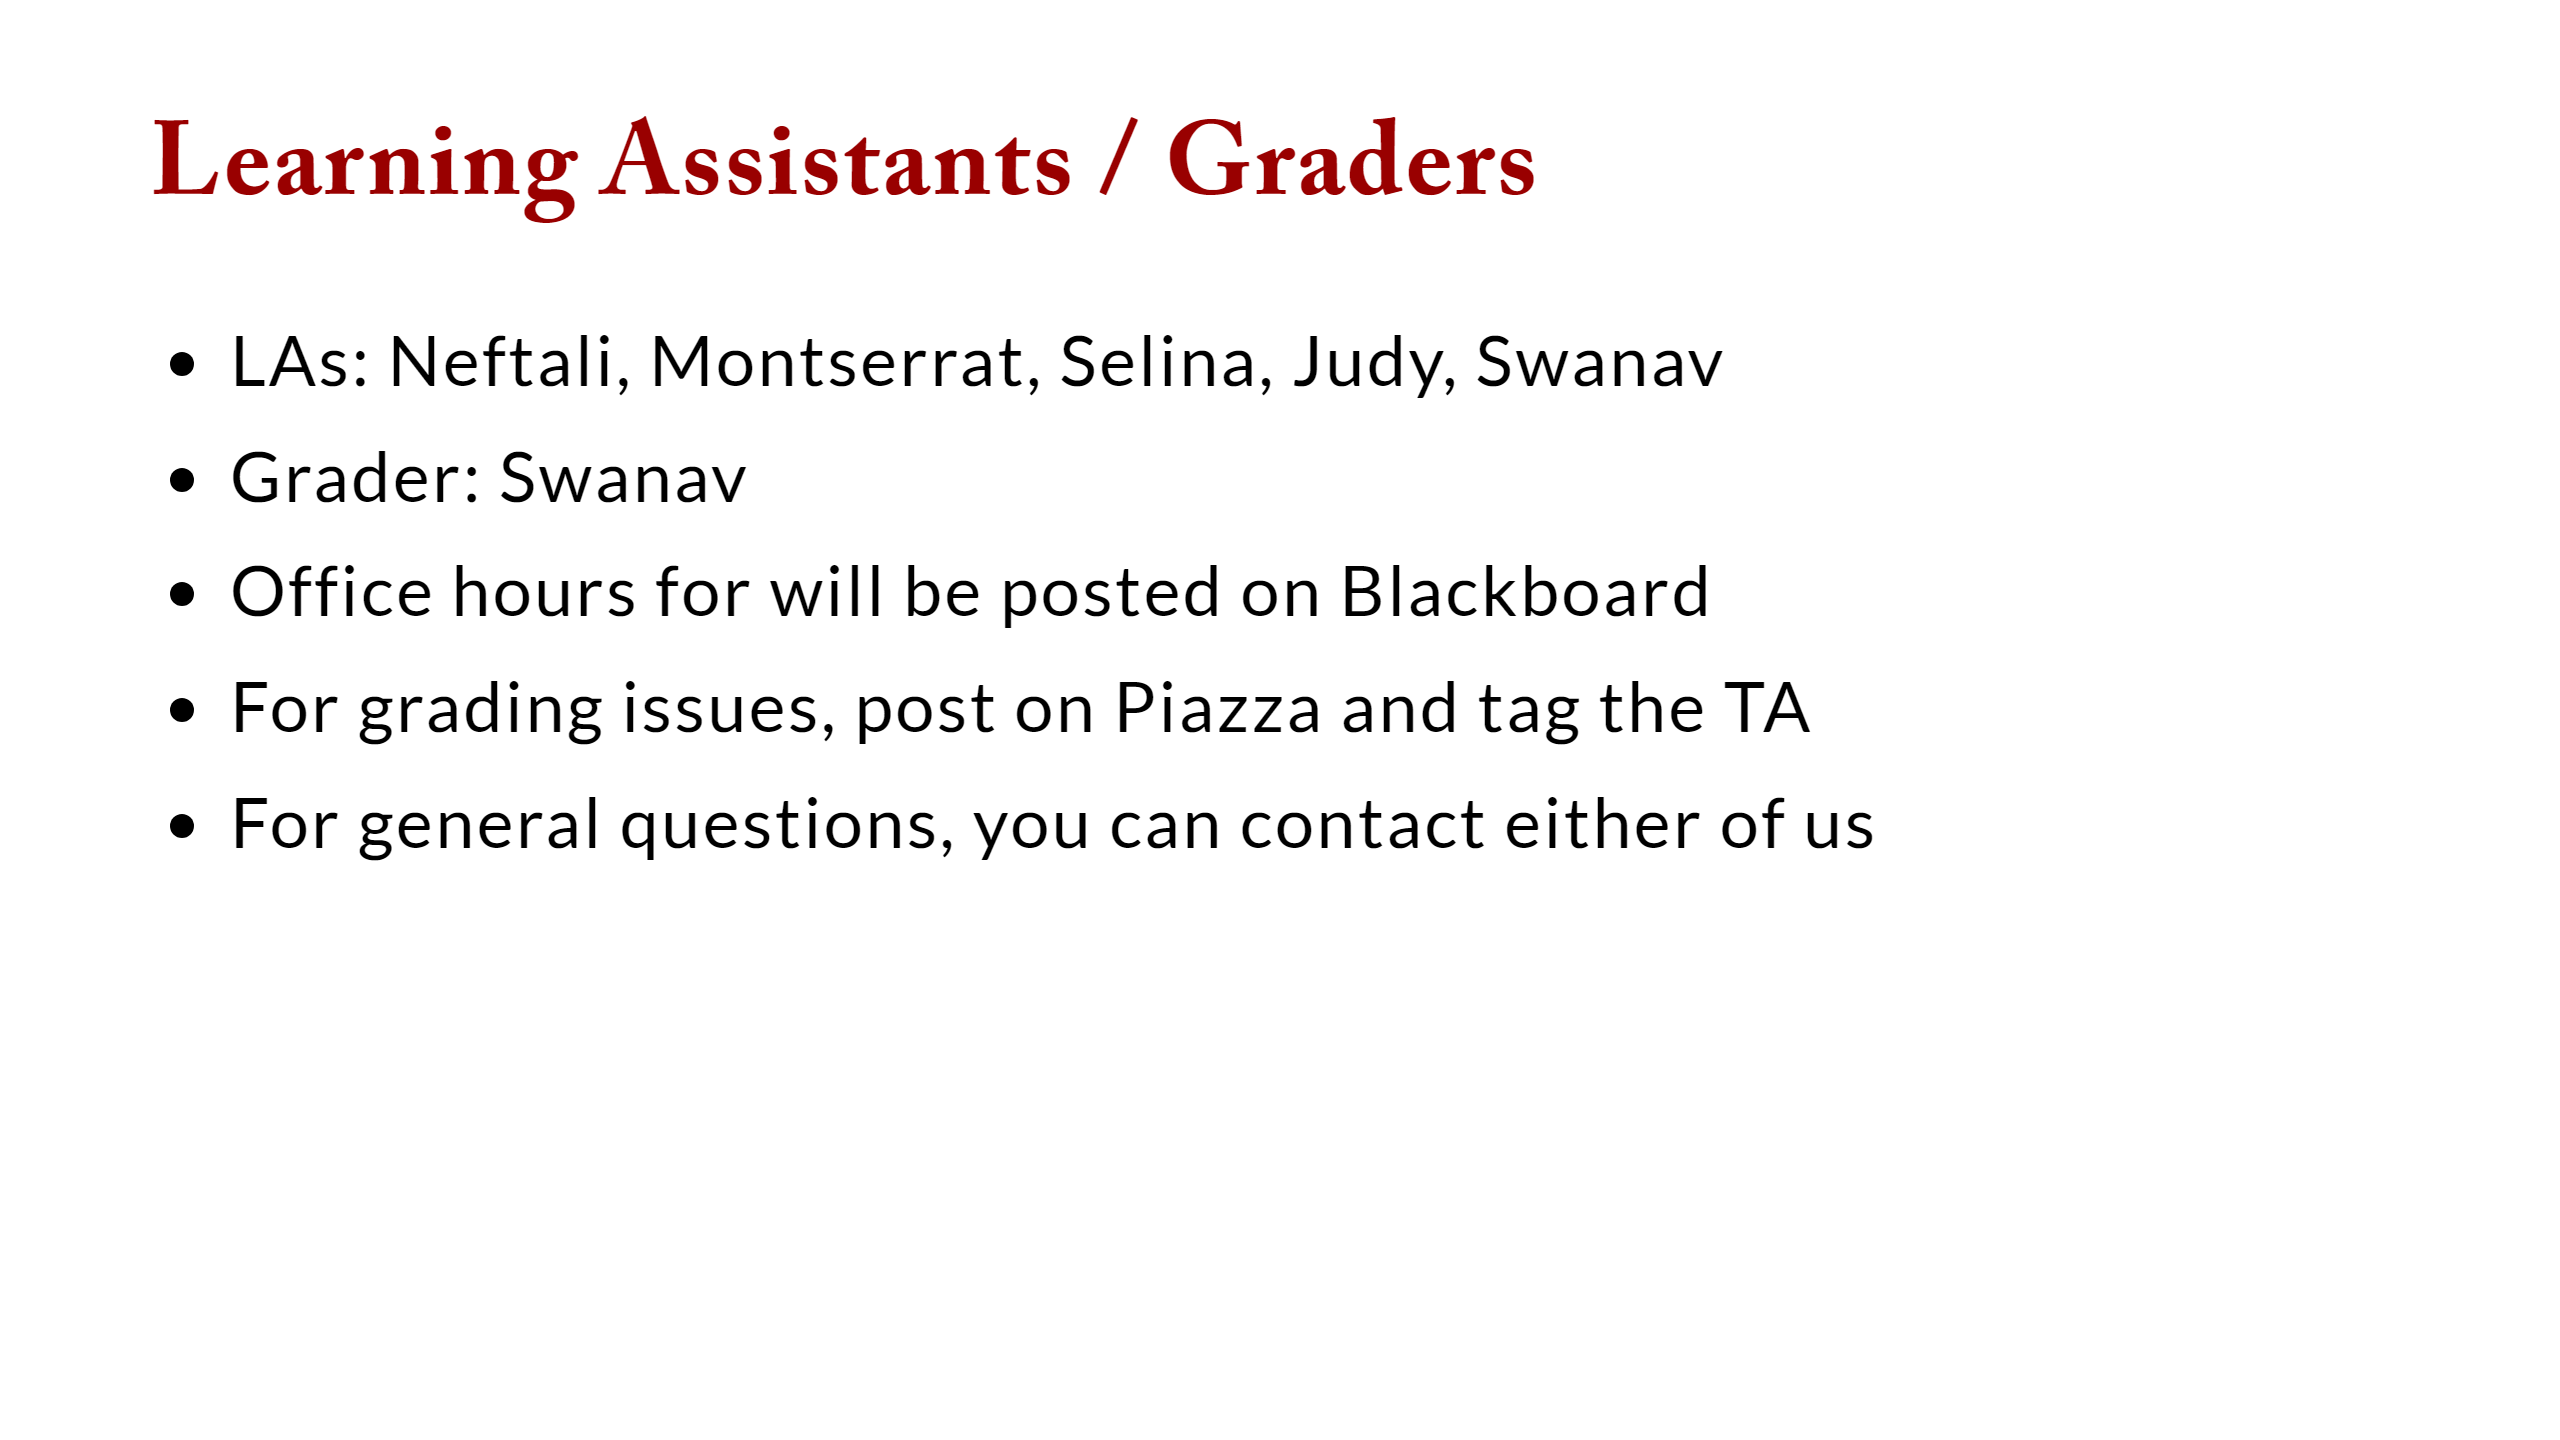 Learning Assistants / Graders
• LAs: Neftali, Montserrat, Selina, Judy, Swanav
• Grader: Swanav
• Office hours for will be posted on Blackboard
• For grading issues, post on Piazza and tag the TA
• For general questions, you can contact either of us